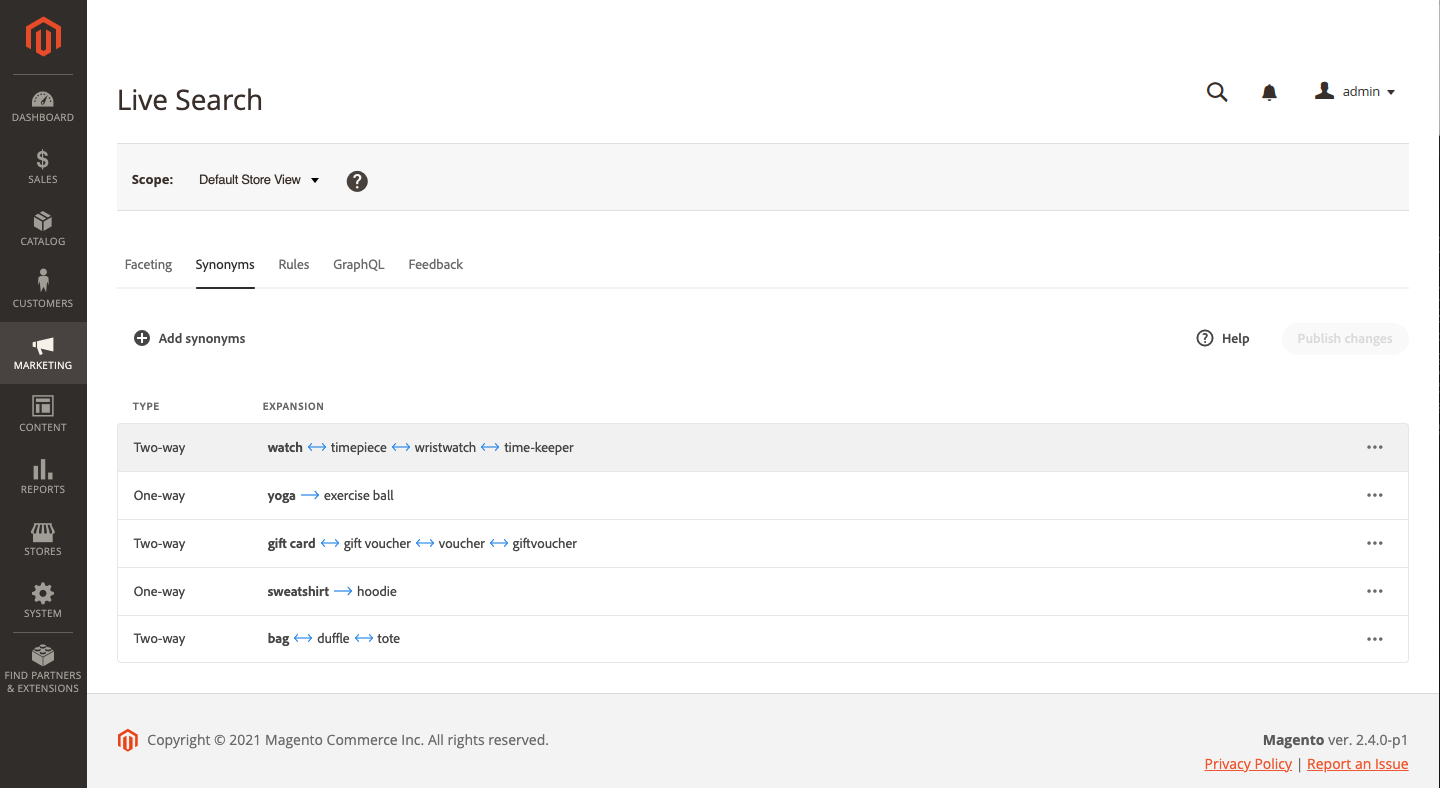 Live Search
admin
DASHBOARD
SALES
CATALOG
CUSTOMERS
MARKETING
CONTENT
REPORTS
STORES
SYSTEM
FIND PARTNERS
& EXTENSIONS
Scope: Default Store View
Faceting Synonyms Rules GraphQL Feedback
Add synonyms Help Publish changes
TYPE EXPANSION
Two-way watch ↔ timepiece ↔ wristwatch ↔ time-keeper
One-way yoga → exercise ball
Two-way gift card ↔ gift voucher ↔ voucher ↔ giftvoucher
One-way sweatshirt → hoodie
Two-way bag ↔ duffle ↔ tote
Copyright © 2021 Magento Commerce Inc. All rights reserved.
Magento ver. 2.4.0-p1
Privacy Policy | Report an Issue